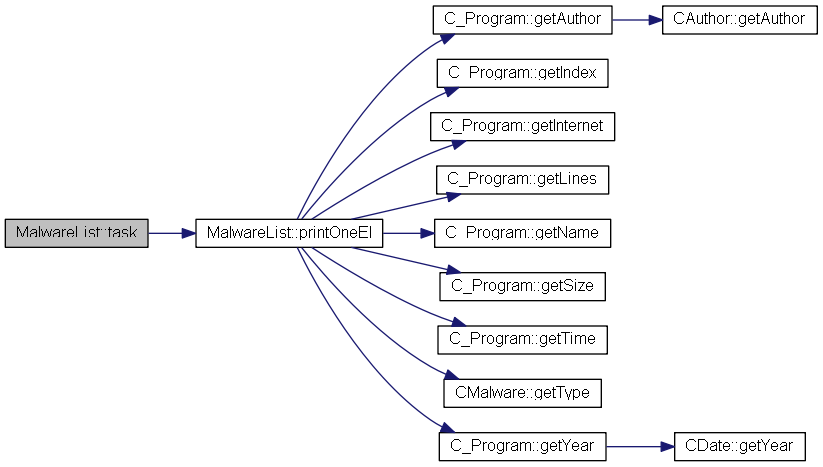 C_Program::getAuthor
CAuthor::getAuthor
C_Program::getIndex
C_Program::getInternet
C_Program::getLines
MalwareList::task
MalwareList::printOneEl
C_Program::getName
C_Program::getSize
C_Program::getTime
CMalware::getType
C_Program::getYear
CDate::getYear